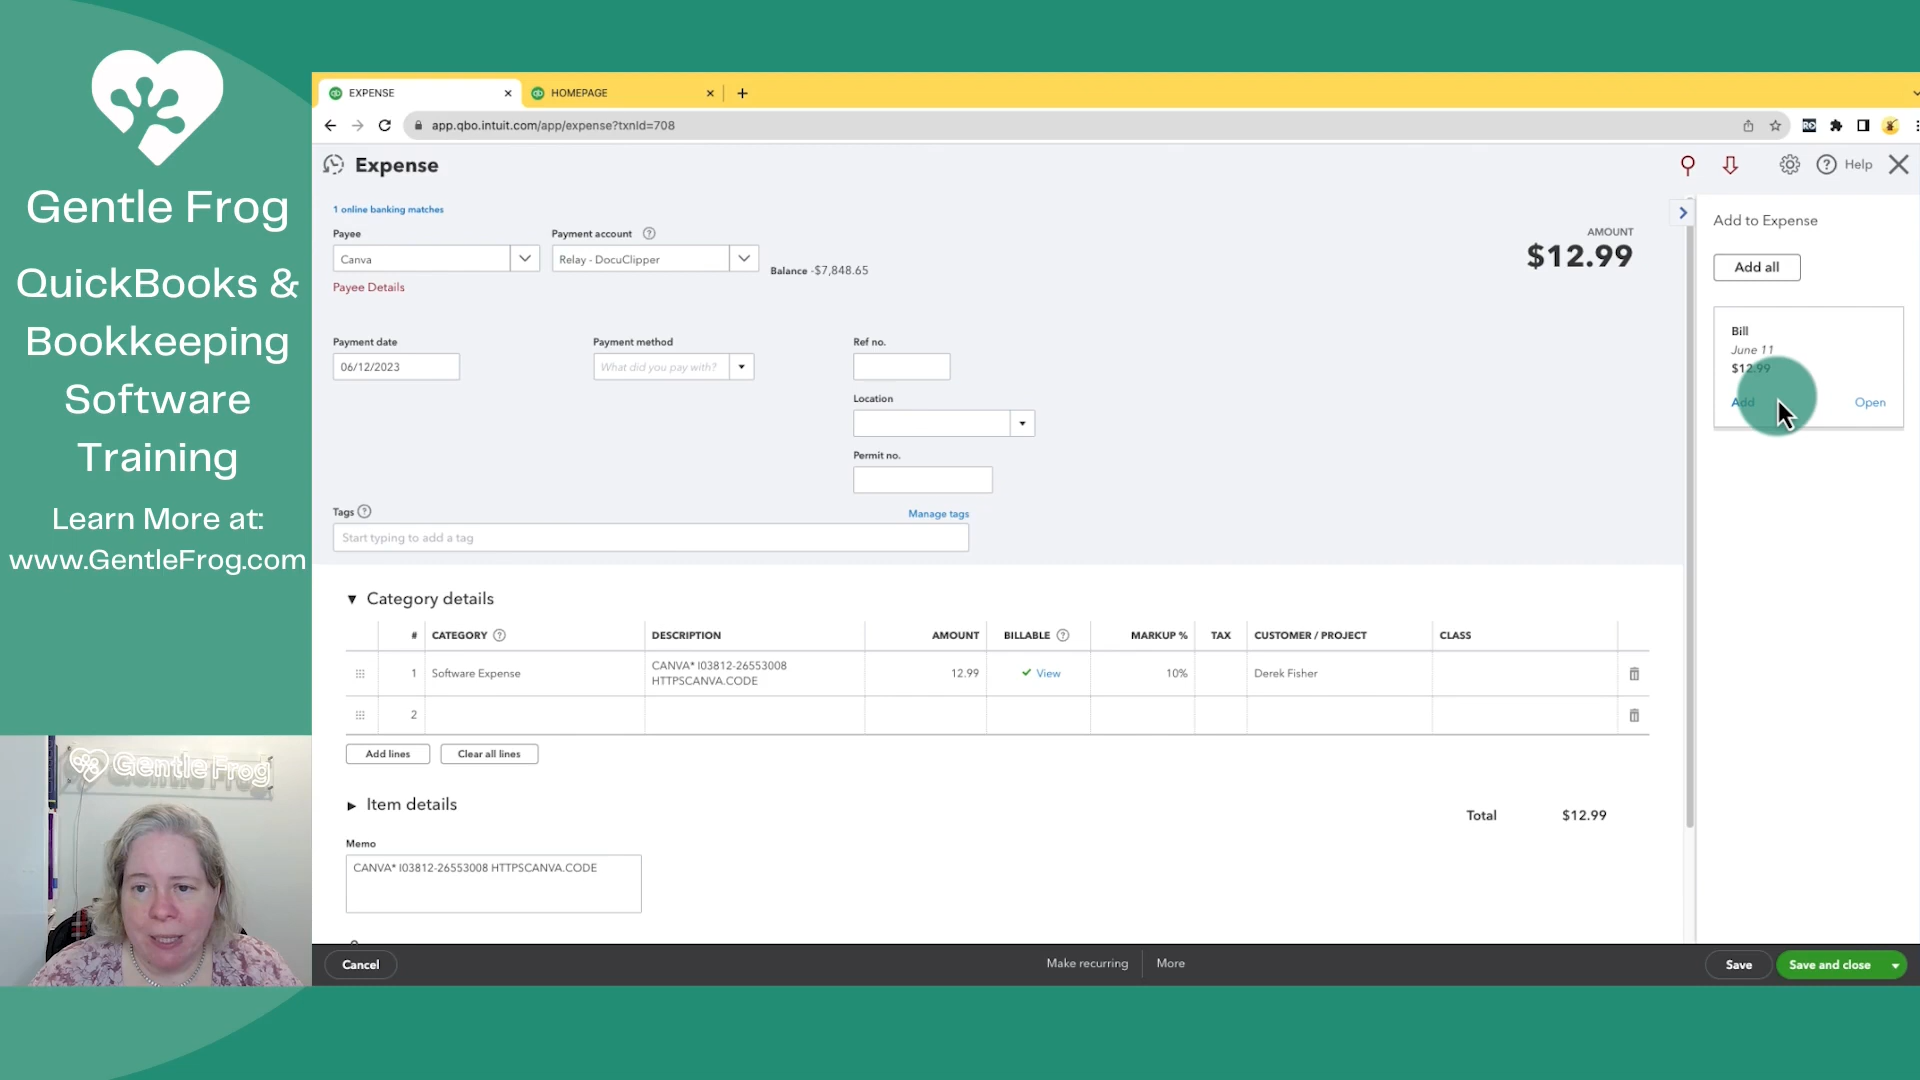 Gentle Frog
QuickBooks &
Bookkeeping
Software
Training
Learn More at:
www.GentleFrog.com
Gentle Frog
EXPENSE
HOMEPAGE
app.qbo.intuit.com/app/expense?txnId=708
Expense
Help
1 online banking matches
Payee
Payment account
Canva
Relay - DocuClipper
Balance -$7,848.65
Payee Details
AMOUNT
$12.99
Payment date
Payment method
Ref no.
06/12/2023
What did you pay with?
Location
Permit no.
Tags
Manage tags
Start typing to add a tag
Category details
# CATEGORY DESCRIPTION AMOUNT BILLABLE MARKUP % TAX CUSTOMER / PROJECT CLASS
1 Software Expense CANVA* I03812-26553008 HTTPSCANVA.CODE 12.99 View 10% Derek Fisher
2
Add lines
Clear all lines
Item details
Total $12.99
Memo
CANVA* I03812-26553008 HTTPSCANVA.CODE
Add to Expense
Add all
Bill
June 11
$12.99
Add
Open
Cancel
Make recurring
More
Save
Save and close